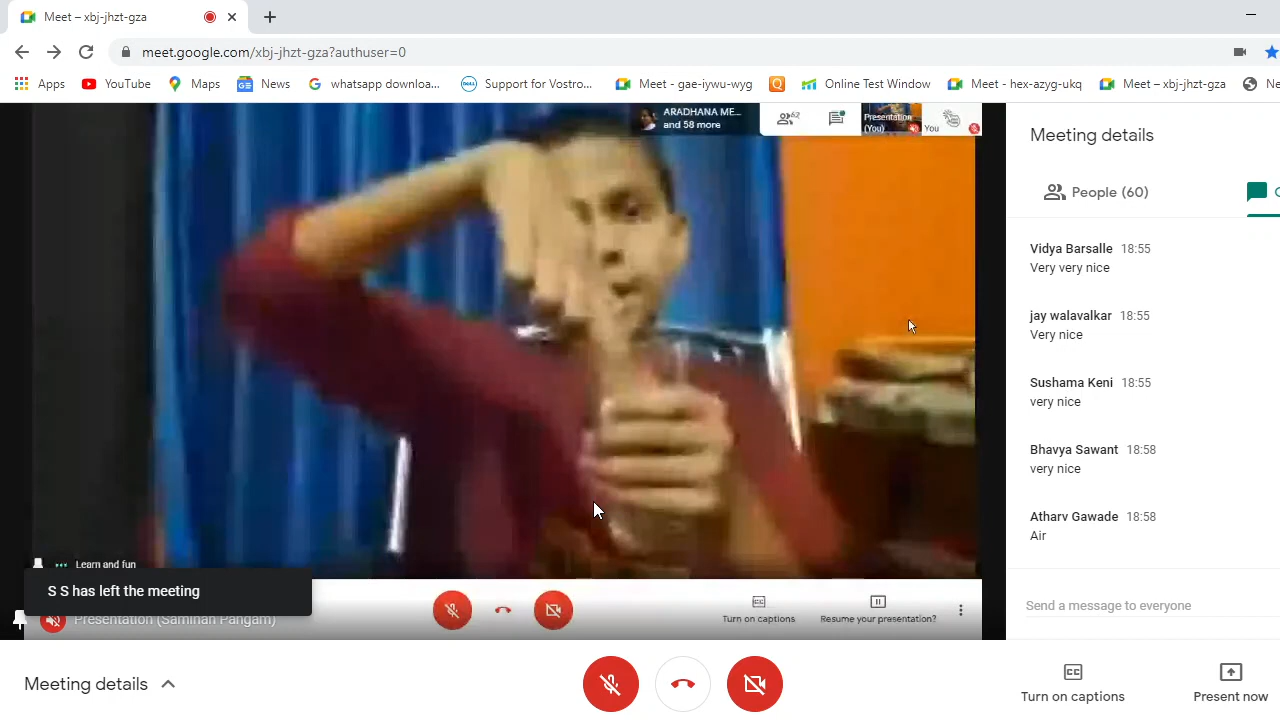 Meet – xbj-jhzt-gza
meet.google.com/xbj-jhzt-gza?authuser=0
Apps
YouTube
Maps
News
whatsapp downloa...
Support for Vostro...
Meet - gae-iywu-wyg
Online Test Window
Meet - hex-azyg-ukq
Meet – xbj-jhzt-gza
Ne
ARADHANA ME...
and 58 more
62
Presentation
(You)
You
Meeting details
People (60)
C
Vidya Barsalle 18:55
Very very nice
jay walavalkar 18:55
Very nice
Sushama Keni 18:55
very nice
Bhavya Sawant 18:58
very nice
Atharv Gawade 18:58
Air
Learn and fun
S S has left the meeting
Presentation (Saminan Pangam)
Turn on captions
Resume your presentation?
Send a message to everyone
Meeting details
Turn on captions
Present now